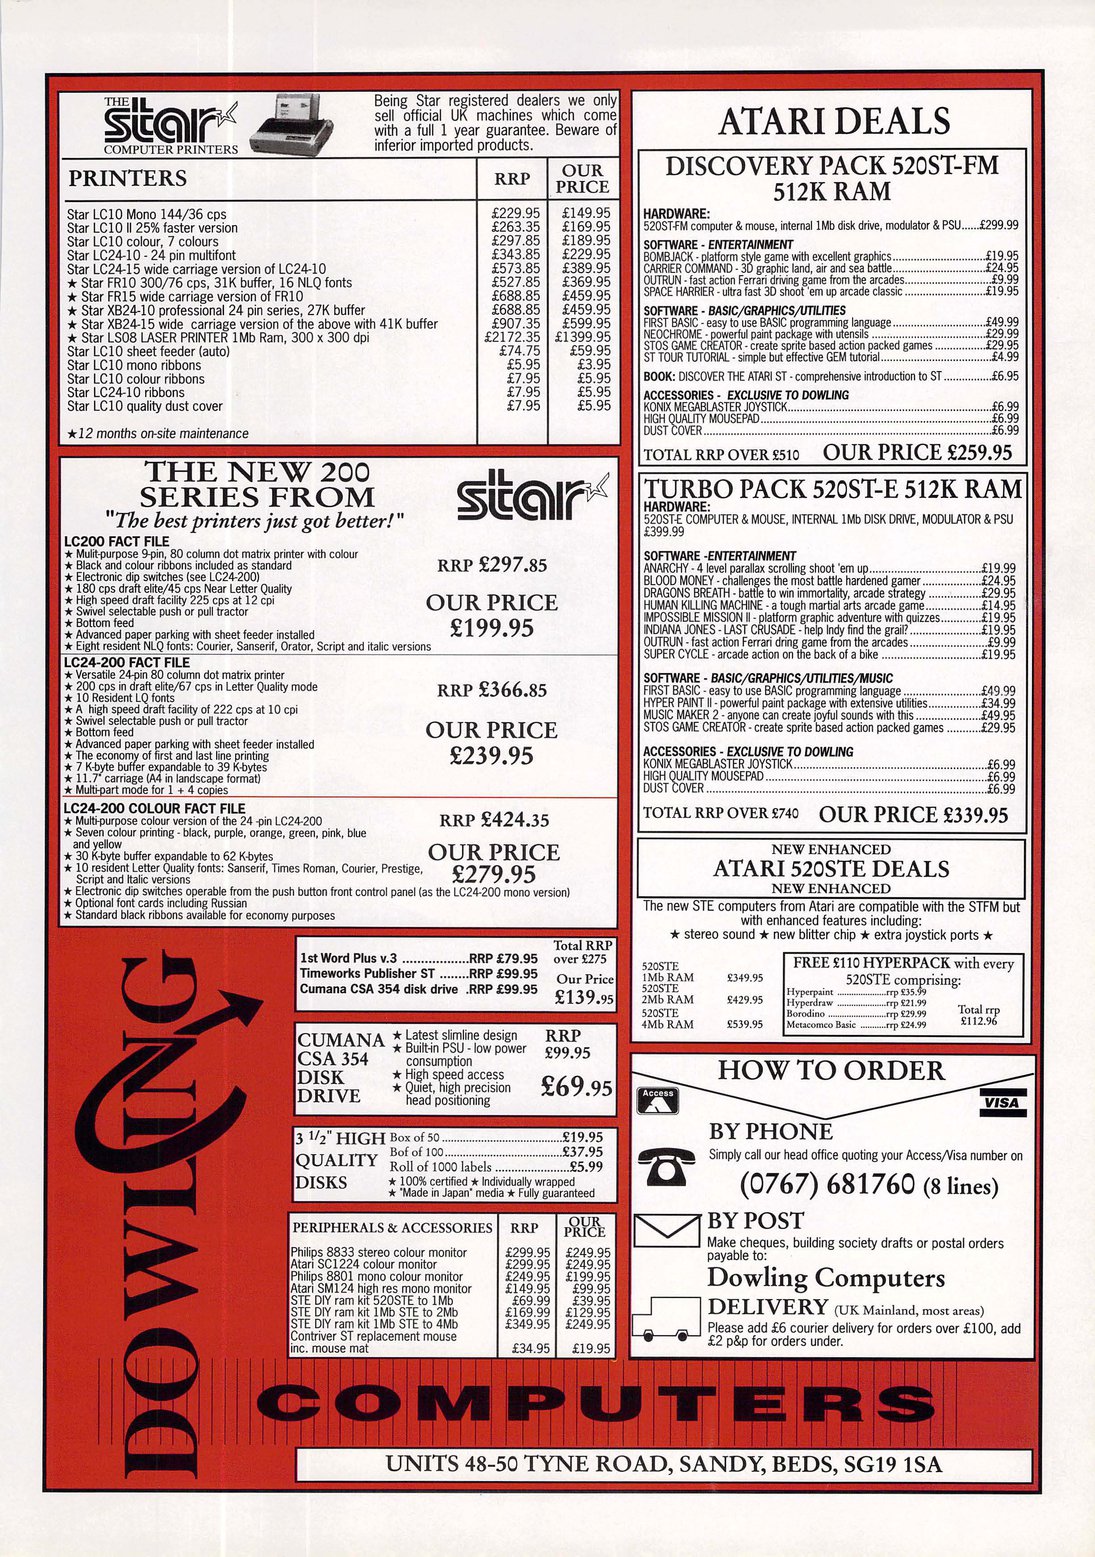 THE
star
COMPUTER PRINTERS
Being Star registered dealers we only
sell official UK machines which come
with a full 1 year guarantee. Beware of
inferior imported products.
PRINTERS RRP OUR PRICE
Star LC10 Mono 144/36 cps £229.95 £149.95
Star LC10 II 25% faster version £263.35 £169.95
Star LC10 colour, 7 colours £297.85 £189.95
Star LC24-10 - 24 pin multifont £343.85 £229.95
Star LC24-15 wide carriage version of LC24-10 £573.85 £389.95
★ Star FR10 300/76 cps, 31K buffer, 16 NLQ fonts £527.85 £369.95
★ Star FR15 wide carriage version of FR10 £688.85 £459.95
★ Star XB24-10 professional 24 pin series, 27K buffer £688.85 £459.95
★ Star XB24-15 wide carriage version of the above with 41K buffer £907.35 £599.95
★ Star LS08 LASER PRINTER 1Mb Ram, 300 x 300 dpi £2172.35 £1399.95
Star LC10 sheet feeder (auto) £74.75 £59.95
Star LC10 mono ribbons £5.95 £3.95
Star LC10 colour ribbons £7.95 £5.95
Star LC24-10 ribbons £7.95 £5.95
Star LC10 quality dust cover £7.95 £5.95
★12 months on-site maintenance
THE NEW 200
SERIES FROM
star
"The best printers just got better!"
LC200 FACT FILE
★ Mulit-purpose 9-pin, 80 column dot matrix printer with colour
★ Black and colour ribbons included as standard
★ Electronic dip switches (see LC24-200)
★ 180 cps draft elite/45 cps Near Letter Quality
★ High speed draft facility 225 cps at 12 cpi
★ Swivel selectable push or pull tractor
★ Bottom feed
★ Advanced paper parking with sheet feeder installed
★ Eight resident NLQ fonts: Courier, Sanserif, Orator, Script and italic versions
RRP £297.85
OUR PRICE
£199.95
LC24-200 FACT FILE
★ Versatile 24-pin 80 column dot matrix printer
★ 200 cps in draft elite/67 cps in Letter Quality mode
★ 10 Resident LQ fonts
★ A high speed draft facility of 222 cps at 10 cpi
★ Swivel selectable push or pull tractor
★ Bottom feed
★ Advanced paper parking with sheet feeder installed
★ The economy of first and last line printing
★ 7 K-byte buffer expandable to 39 K-bytes
★ 11.7" carriage (A4 in landscape format)
★ Multi-part mode for 1 + 4 copies
RRP £366.85
OUR PRICE
£239.95
LC24-200 COLOUR FACT FILE
★ Multi-purpose colour version of the 24 -pin LC24-200
★ Seven colour printing - black, purple, orange, green, pink, blue
and yellow
★ 30 K-byte buffer expandable to 62 K-bytes
★ 10 resident Letter Quality fonts: Sanserif, Times Roman, Courier, Prestige,
Script and Italic versions
★ Electronic dip switches operable from the push button front control panel (as the LC24-200 mono version)
★ Optional font cards including Russian
★ Standard black ribbons available for economy purposes
RRP £424.35
OUR PRICE
£279.95
1st Word Plus v.3 ..................RRP £79.95
Timeworks Publisher ST ........RRP £99.95
Cumana CSA 354 disk drive .RRP £99.95
Total RRP
over £275
Our Price
£139.95
CUMANA
CSA 354
DISK
DRIVE
★ Latest slimline design
★ Built-in PSU - low power
consumption
★ High speed access
★ Quiet, high precision
head positioning
RRP
£99.95
£69.95
3 1/2" HIGH
QUALITY
DISKS
Box of 50 ....................................£19.95
Bof of 100....................................£37.95
Roll of 1000 labels ......................£5.99
★ 100% certified ★ Individually wrapped
★ "Made in Japan" media ★ Fully guaranteed
PERIPHERALS & ACCESSORIES RRP OUR PRICE
Philips 8833 stereo colour monitor £299.95 £249.95
Atari SC1224 colour monitor £299.95 £249.95
Philips 8801 mono colour monitor £249.95 £199.95
Atari SM124 high res mono monitor £149.95 £99.95
STE DIY ram kit 520STE to 1Mb £69.99 £39.95
STE DIY ram kit 1Mb STE to 2Mb £169.99 £129.95
STE DIY ram kit 1Mb STE to 4Mb £349.95 £249.95
Contriver ST replacement mouse
inc. mouse mat £34.95 £19.95
ATARI DEALS
DISCOVERY PACK 520ST-FM
512K RAM
HARDWARE:
520ST-FM computer & mouse, internal 1Mb disk drive, modulator & PSU......£299.99
SOFTWARE - ENTERTAINMENT
BOMBJACK - platform style game with excellent graphics........................£19.95
CARRIER COMMAND - 3D graphic land, air and sea battle........................£24.95
OUTRUN - fast action Ferrari driving game from the arcades........................£9.99
SPACE HARRIER - ultra fast 3D shoot 'em up arcade classic ........................£19.95
SOFTWARE - BASIC/GRAPHICS/UTILITIES
FIRST BASIC - easy to use BASIC programming language........................£49.99
NEOCHROME - powerful paint package with utensils ........................£29.99
STOS GAME CREATOR - create sprite based action packed games ..............£29.95
ST TOUR TUTORIAL - simple but effective GEM tutorial........................£4.99
BOOK: DISCOVER THE ATARI ST - comprehensive introduction to ST ..............£6.95
ACCESSORIES - EXCLUSIVE TO DOWLING
KONIX MEGABLASTER JOYSTICK........................£6.99
HIGH QUALITY MOUSEPAD........................£6.99
DUST COVER........................£6.99
TOTAL RRP OVER £510 OUR PRICE £259.95
TURBO PACK 520ST-E 512K RAM
HARDWARE:
520ST-E COMPUTER & MOUSE, INTERNAL 1Mb DISK DRIVE, MODULATOR & PSU
£399.99
SOFTWARE -ENTERTAINMENT
ANARCHY - 4 level parallax scrolling shoot 'em up........................£19.99
BLOOD MONEY - challenges the most battle hardened gamer ..................£24.95
DRAGONS BREATH - battle to win immortality, arcade strategy ..................£29.95
HUMAN KILLING MACHINE - a tough martial arts arcade game..................£14.95
IMPOSSIBLE MISSION II - platform graphic adventure with quizzes..............£19.95
INDIANA JONES - LAST CRUSADE - help Indy find the grail?..................£19.95
OUTRUN - fast action Ferrari dring game from the arcades..................£9.99
SUPER CYCLE - arcade action on the back of a bike ..................£19.95
SOFTWARE - BASIC/GRAPHICS/UTILITIES/MUSIC
FIRST BASIC - easy to use BASIC programming language ..................£49.99
HYPER PAINT II - powerful paint package with extensive utilities..................£34.99
MUSIC MAKER 2 - anyone can create joyful sounds with this..................£49.95
STOS GAME CREATOR - create sprite based action packed games ..........£29.95
ACCESSORIES - EXCLUSIVE TO DOWLING
KONIX MEGABLASTER JOYSTICK........................£6.99
HIGH QUALITY MOUSEPAD........................£6.99
DUST COVER........................£6.99
TOTAL RRP OVER £740 OUR PRICE £339.95
NEW ENHANCED
ATARI 520STE DEALS
NEW ENHANCED
The new STE computers from Atari are compatible with the STFM but
with enhanced features including:
★ stereo sound ★ new blitter chip ★ extra joystick ports ★
520STE
1Mb RAM £349.95
520STE
2Mb RAM £429.95
520STE
4Mb RAM £539.95
FREE £110 HYPERPACK with every
520STE comprising:
Hyperpaint ....................rrp £35.99
Hyperdraw ....................rrp £21.99
Borodino ......................rrp £29.99
Metacomco Basic ..........rrp £24.99
Total rrp
£112.96
HOW TO ORDER
Access
VISA
BY PHONE
Simply call our head office quoting your Access/Visa number on
(0767) 681760 (8 lines)
BY POST
Make cheques, building society drafts or postal orders
payable to:
Dowling Computers
DELIVERY (UK Mainland, most areas)
Please add £6 courier delivery for orders over £100, add
£2 p&p for orders under.
DOWLING
COMPUTERS
UNITS 48-50 TYNE ROAD, SANDY, BEDS, SG19 1SA